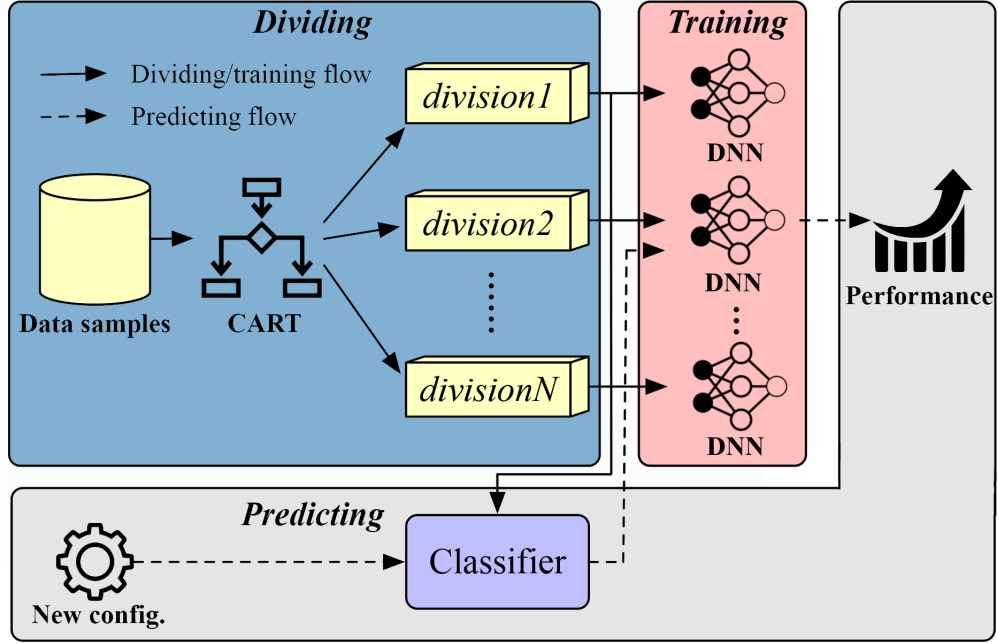 Dividing
Dividing/training flow
Predicting flow
Data samples
CART
division1
division2
divisionN
Training
DNN
DNN
DNN
Performance
Predicting
New config.
Classifier